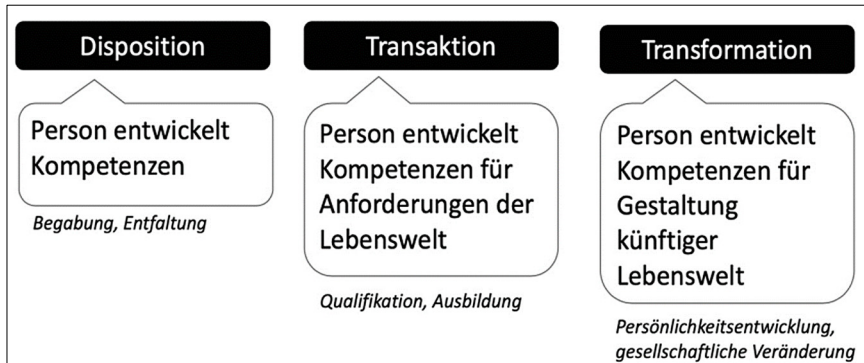 Disposition
Person entwickelt
Kompetenzen
Begabung, Entfaltung
Transaktion
Person entwickelt
Kompetenzen für
Anforderungen der
Lebenswelt
Qualifikation, Ausbildung
Transformation
Person entwickelt
Kompetenzen für
Gestaltung
künftiger
Lebenswelt
Persönlichkeitsentwicklung,
gesellschaftliche Veränderung